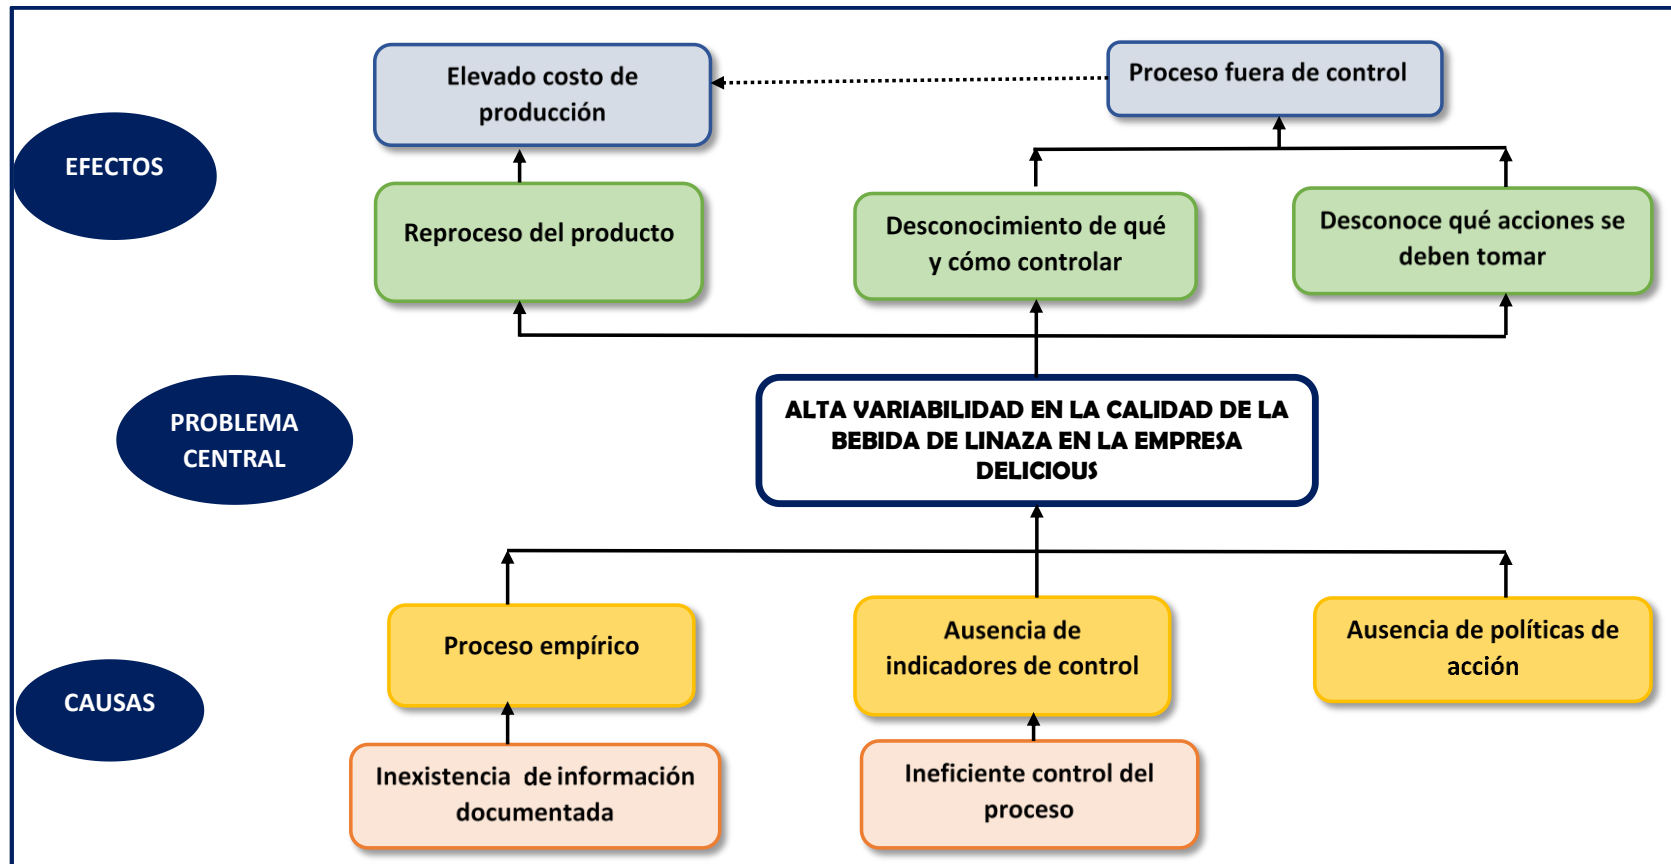 Elevado costo de
producción
Proceso fuera de control
EFECTOS
Reproceso del producto
Desconocimiento de qué
y cómo controlar
Desconoce qué acciones se
deben tomar
PROBLEMA
CENTRAL
ALTA VARIABILIDAD EN LA CALIDAD DE LA
BEBIDA DE LINAZA EN LA EMPRESA
DELICIOUS
Proceso empírico
Ausencia de
indicadores de control
Ausencia de políticas de
acción
CAUSAS
Inexistencia de información
documentada
Ineficiente control del
proceso